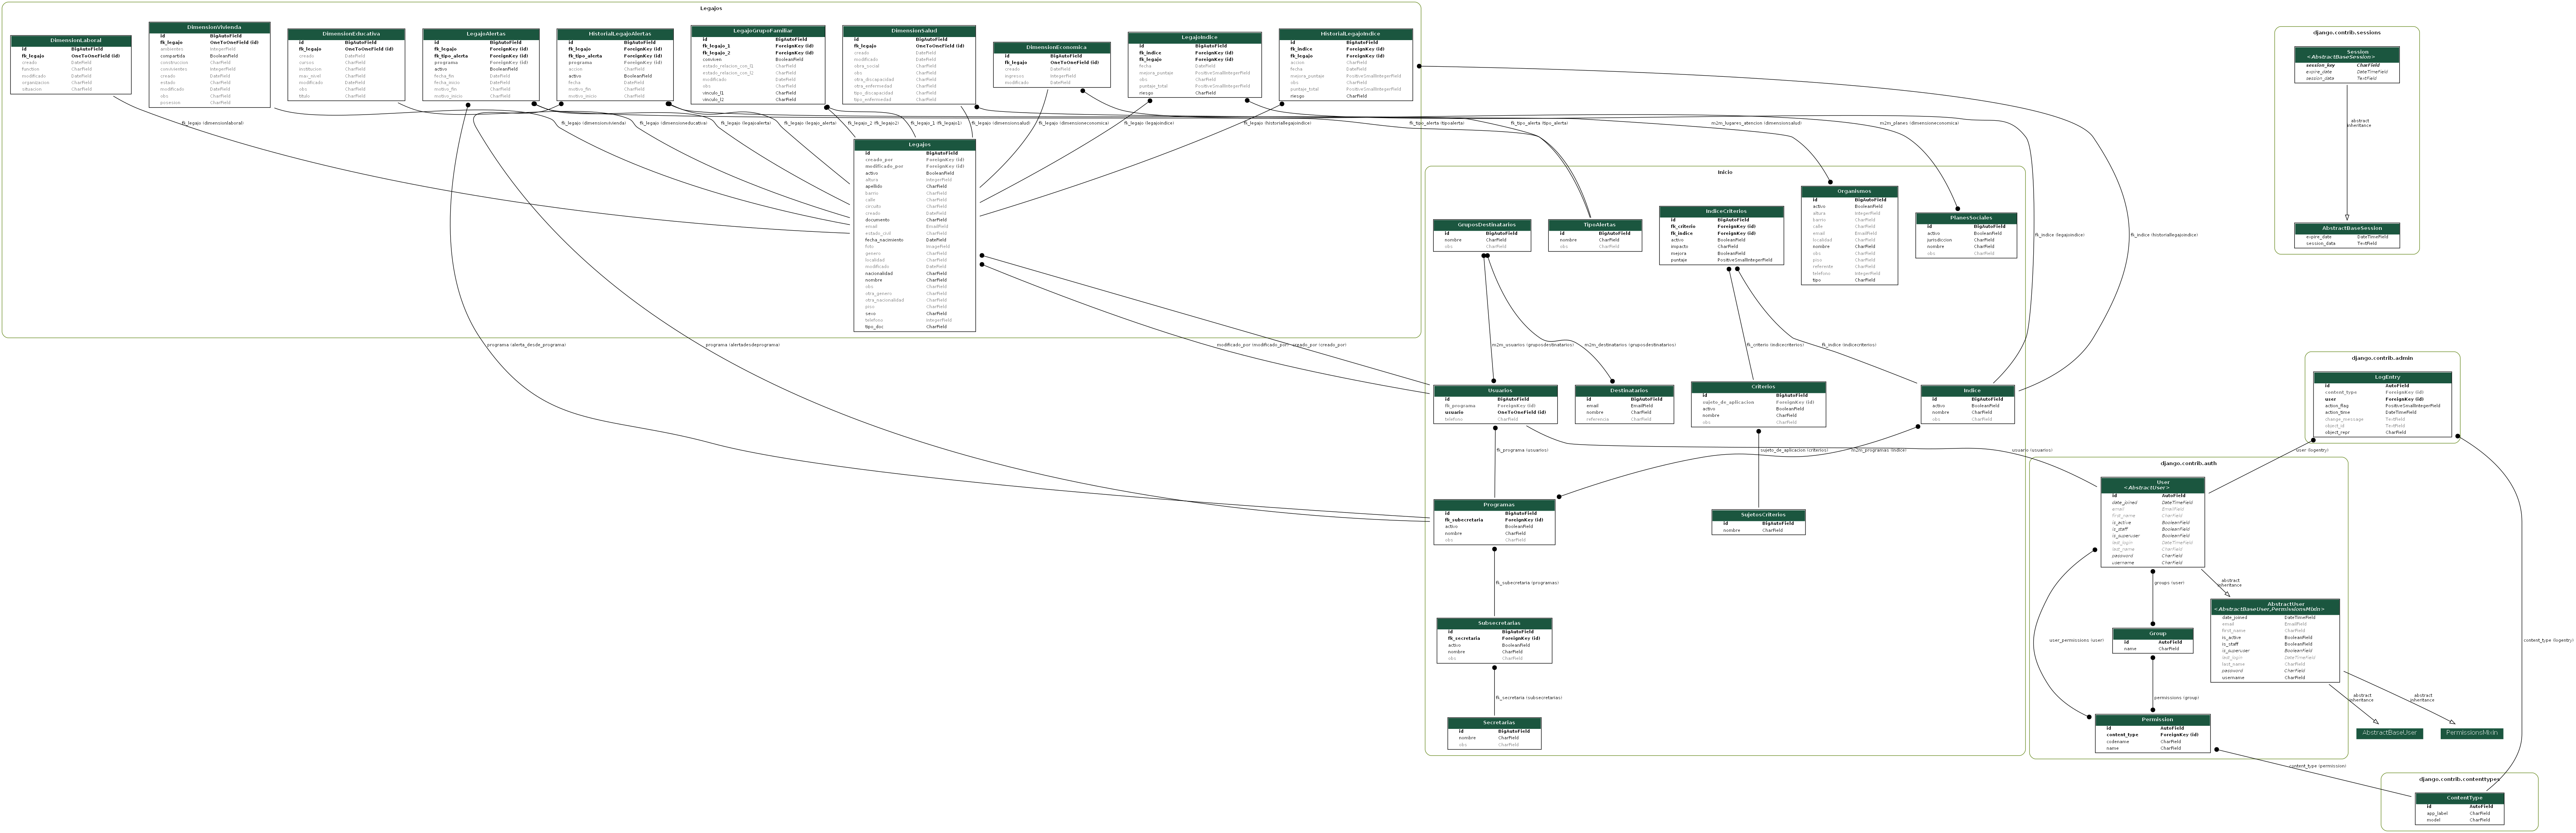 Legajos
DimensionLaboral
id BigAutoField
fk_legajo OneToOneField (id)
creado DateField
funcion CharField
modificado DateField
organizacion CharField
situacion CharField
DimensionVivienda
id BigAutoField
fk_legajo OneToOneField (id)
ambientes IntegerField
compartida BooleanField
construccion CharField
convivientes IntegerField
creado DateField
estado CharField
modificado DateField
obs CharField
posesion CharField
DimensionEducativa
id BigAutoField
fk_legajo OneToOneField (id)
creado DateField
cursos CharField
institucion CharField
max_nivel CharField
modificado DateField
obs CharField
titulo CharField
LegajoAlertas
id BigAutoField
fk_legajo ForeignKey (id)
fk_tipo_alerta ForeignKey (id)
programa ForeignKey (id)
activo BooleanField
fecha_fin DateField
fecha_inicio DateField
motivo_fin CharField
motivo_inicio CharField
HistorialLegajoAlertas
id BigAutoField
fk_legajo ForeignKey (id)
fk_tipo_alerta ForeignKey (id)
programa ForeignKey (id)
accion CharField
activo BooleanField
fecha DateField
motivo_fin CharField
motivo_inicio CharField
LegajoGrupoFamiliar
id BigAutoField
fk_legajo_1 ForeignKey (id)
fk_legajo_2 ForeignKey (id)
conviven BooleanField
estado_relacion_con_l1 CharField
estado_relacion_con_l2 CharField
modificado DateField
obs CharField
vinculo_l1 CharField
vinculo_l2 CharField
DimensionSalud
id BigAutoField
fk_legajo OneToOneField (id)
creado DateField
modificado DateField
obra_social CharField
obs CharField
otra_discapacidad CharField
otra_enfermedad CharField
tipo_discapacidad CharField
tipo_enfermedad CharField
DimensionEconomica
id BigAutoField
fk_legajo OneToOneField (id)
creado DateField
ingresos IntegerField
modificado DateField
LegajoIndice
id BigAutoField
fk_indice ForeignKey (id)
fk_legajo ForeignKey (id)
fecha DateField
mejora_puntaje PositiveSmallIntegerField
obs CharField
puntaje_total PositiveSmallIntegerField
riesgo CharField
HistorialLegajoIndice
id BigAutoField
fk_indice ForeignKey (id)
fk_legajo ForeignKey (id)
accion CharField
fecha DateField
mejora_puntaje PositiveSmallIntegerField
obs CharField
puntaje_total PositiveSmallIntegerField
riesgo CharField
fk_legajo (dimensionlaboral)
fk_legajo (dimensionvivienda)
fk_legajo (dimensioneducativa)
fk_legajo (legajoalerta)
fk_legajo (legajo_alerta)
fk_legajo_2 (fk_legajo2)
fk_legajo_1 (fk_legajo1)
fk_legajo (dimensionsalud)
fk_legajo (dimensioneconomica)
fk_legajo (legajoindice)
fk_legajo (historiallegajoindice)
fk_tipo_alerta (tipoalerta)
fk_tipo_alerta (tipo_alerta)
m2m_lugares_atencion (dimensionsalud)
m2m_planes (dimensioneconomica)
Legajos
id BigAutoField
creado_por ForeignKey (id)
modificado_por ForeignKey (id)
activo BooleanField
altura IntegerField
apellido CharField
barrio CharField
calle CharField
circuito CharField
creado DateField
documento CharField
email EmailField
estado_civil CharField
fecha_nacimiento DateField
foto ImageField
genero CharField
localidad CharField
modificado DateField
nacionalidad CharField
nombre CharField
obs CharField
otro_genero CharField
otra_nacionalidad CharField
piso CharField
sexo CharField
telefono IntegerField
tipo_doc CharField
fk_indice (legajoindice)
fk_indice (historiallegajoindice)
programa (alerta_desde_programa)
programa (alertadesdeprograma)
modificado_por (modificado_por)
creado_por (creado_por)
Inicio
GruposDestinatarios
id BigAutoField
nombre CharField
obs CharField
TipoAlertas
id BigAutoField
nombre CharField
obs CharField
IndiceCriterios
id BigAutoField
fk_criterio ForeignKey (id)
fk_indice ForeignKey (id)
activo BooleanField
impacto CharField
mejora BooleanField
puntaje PositiveSmallIntegerField
Organismos
id BigAutoField
activo BooleanField
altura IntegerField
barrio CharField
calle CharField
email EmailField
localidad CharField
nombre CharField
obs CharField
piso CharField
referente CharField
telefono IntegerField
tipo CharField
PlanesSociales
id BigAutoField
activo BooleanField
jurisdiccion CharField
nombre CharField
obs CharField
m2m_usuarios (gruposdestinatarios)
m2m_destinatarios (gruposdestinatarios)
fk_criterio (indicecriterios)
fk_indice (indicecriterios)
Usuarios
id BigAutoField
fk_programa ForeignKey (id)
usuario OneToOneField (id)
telefono CharField
Destinatarios
id BigAutoField
email EmailField
nombre CharField
referencia CharField
Criterios
id BigAutoField
sujeto_de_aplicacion ForeignKey (id)
activo BooleanField
nombre CharField
obs CharField
Indice
id BigAutoField
activo BooleanField
nombre CharField
obs CharField
fk_programa (usuarios)
sujeto_de_aplicacion (criterios)
m2m_programas (indice)
usuario (usuarios)
Programas
id BigAutoField
fk_subsecretaria ForeignKey (id)
activo BooleanField
nombre CharField
obs CharField
SujetosCriterios
id BigAutoField
nombre CharField
fk_subsecretaria (programas)
Subsecretarias
id BigAutoField
fk_secretaria ForeignKey (id)
activo BooleanField
nombre CharField
obs CharField
fk_secretaria (subsecretarias)
Secretarias
id BigAutoField
nombre CharField
obs CharField
django.contrib.sessions
Session
<AbstractBaseSession>
session_key CharField
expire_date DateTimeField
session_data TextField
abstract
inheritance
AbstractBaseSession
expire_date DateTimeField
session_data TextField
django.contrib.admin
LogEntry
id AutoField
content_type ForeignKey (id)
user ForeignKey (id)
action_flag PositiveSmallIntegerField
action_time DateTimeField
change_message TextField
object_id TextField
object_repr CharField
user (logentry)
content_type (logentry)
django.contrib.auth
User
<AbstractUser>
id AutoField
date_joined DateTimeField
email EmailField
first_name CharField
is_active BooleanField
is_staff BooleanField
is_superuser BooleanField
last_login DateTimeField
last_name CharField
password CharField
username CharField
groups (user)
abstract
inheritance
user_permissions (user)
AbstractUser
<AbstractBaseUser,PermissionsMixin>
date_joined DateTimeField
email EmailField
first_name CharField
is_active BooleanField
is_staff BooleanField
is_superuser BooleanField
last_login DateTimeField
last_name CharField
password CharField
username CharField
Group
id AutoField
name CharField
permissions (group)
abstract
inheritance
abstract
inheritance
Permission
id AutoField
content_type ForeignKey (id)
codename CharField
name CharField
AbstractBaseUser
PermissionsMixin
content_type (permission)
django.contrib.contenttypes
ContentType
id AutoField
app_label CharField
model CharField